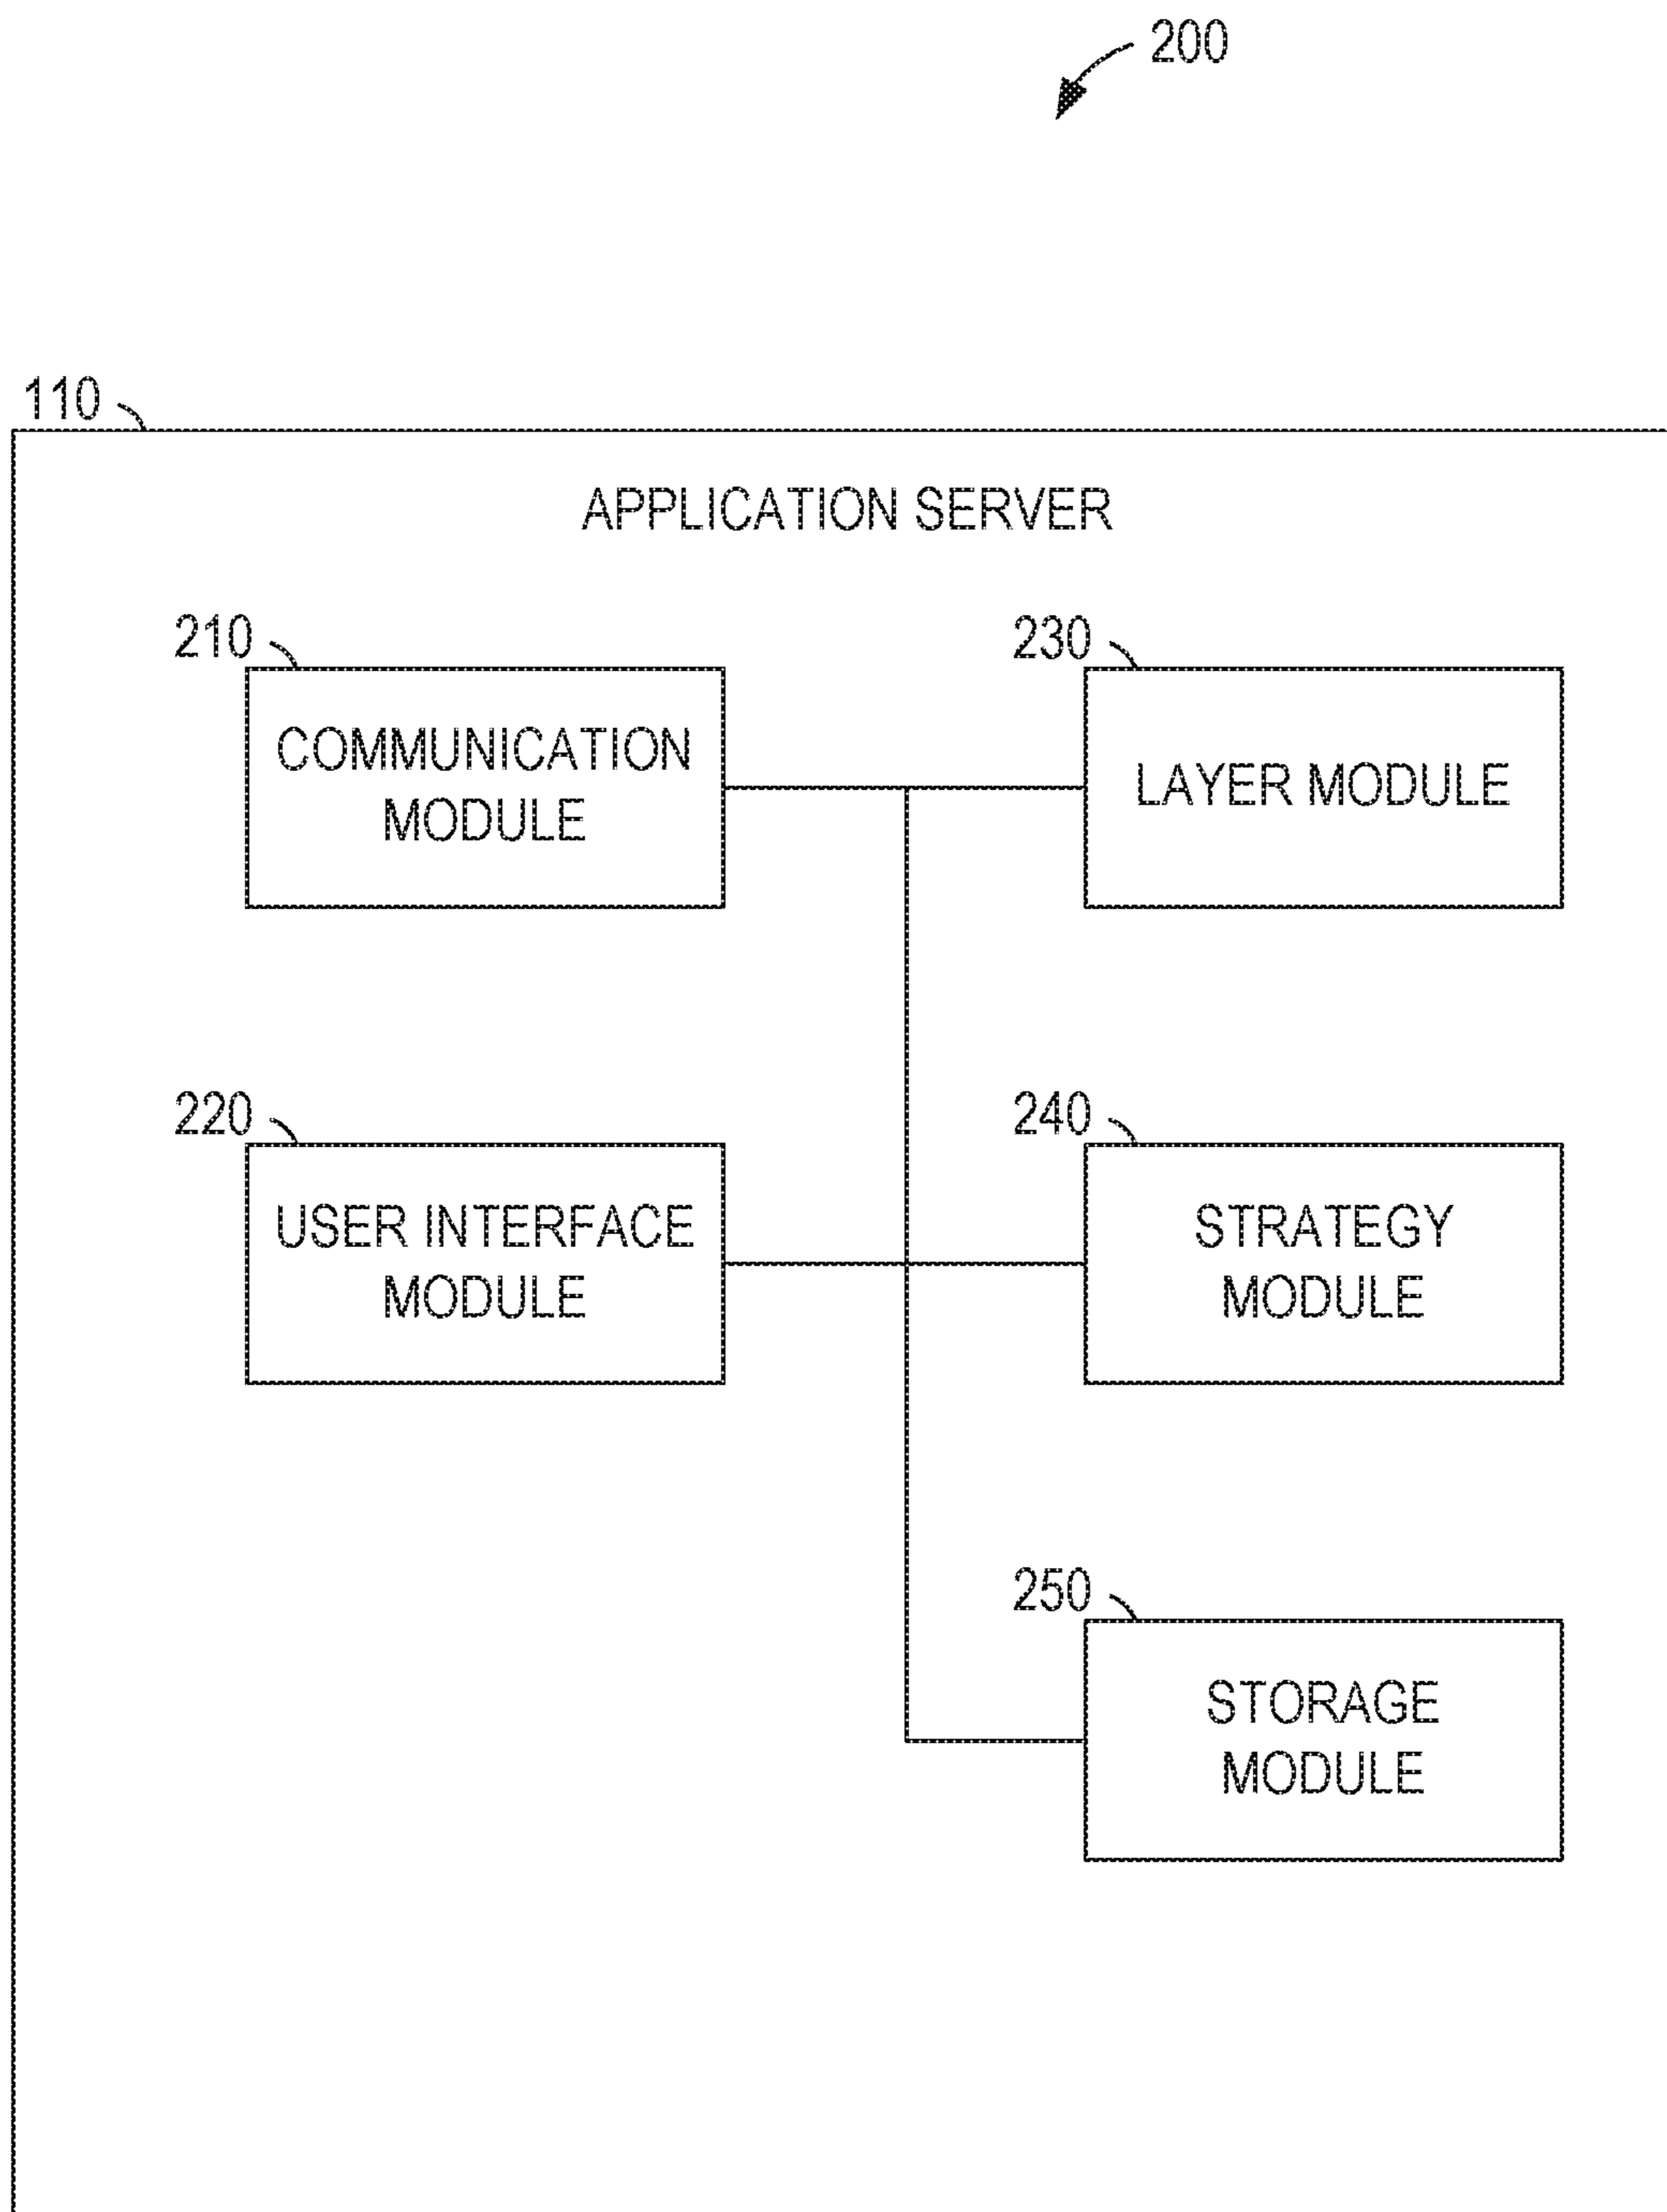 200
110
APPLICATION SERVER
210
COMMUNICATION
MODULE
230
LAYER MODULE
220
USER INTERFACE
MODULE
240
STRATEGY
MODULE
250
STORAGE
MODULE